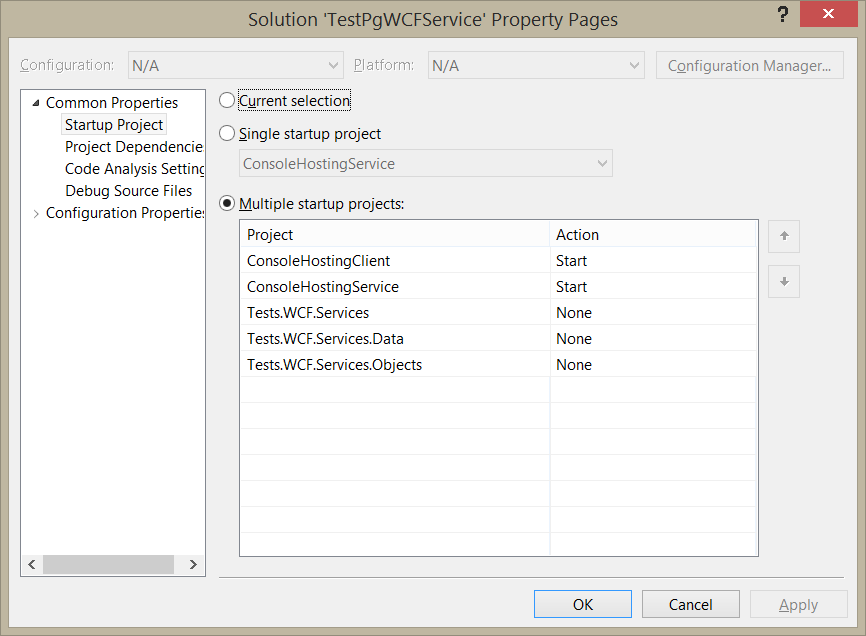 Solution 'TestPgWCFService' Property Pages
?
Configuration: N/A Platform: N/A Configuration Manager...
Common Properties
Startup Project
Project Dependencie
Code Analysis Setting
Debug Source Files
Configuration Properties
Current selection
Single startup project
ConsoleHostingService
Multiple startup projects:
Project Action
ConsoleHostingClient Start
ConsoleHostingService Start
Tests.WCF.Services None
Tests.WCF.Services.Data None
Tests.WCF.Services.Objects None
OK Cancel Apply